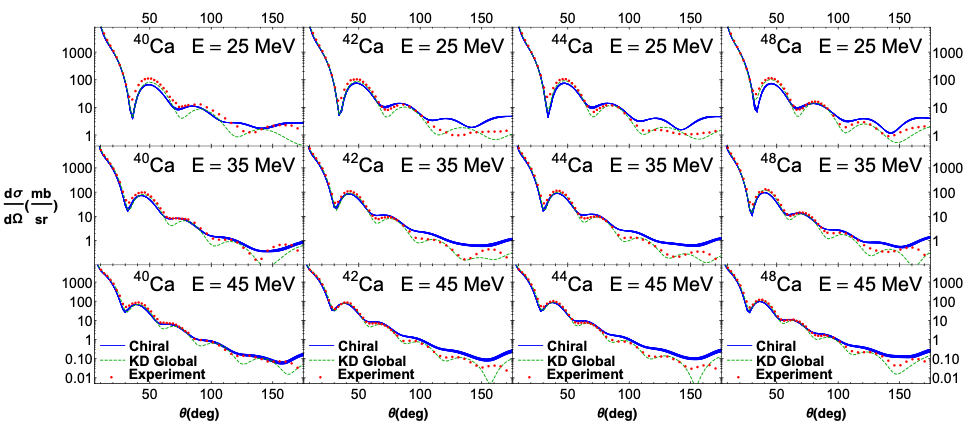 50 100 150 50 100 150 50 100 150 50 100 150
40Ca E = 25 MeV 42Ca E = 25 MeV 44Ca E = 25 MeV 48Ca E = 25 MeV
1000 1000
100 100
10 10
1 1
40Ca E = 35 MeV 42Ca E = 35 MeV 44Ca E = 35 MeV 48Ca E = 35 MeV
1000 1000
100 100
10 10
1 1
dσ/dΩ(mb/sr)
40Ca E = 45 MeV 42Ca E = 45 MeV 44Ca E = 45 MeV 48Ca E = 45 MeV
1000 1000
100 100
10 10
1 1
0.10 0.10
0.01 0.01
Chiral Chiral Chiral Chiral
KD Global KD Global KD Global KD Global
Experiment Experiment Experiment Experiment
50 100 150 50 100 150 50 100 150 50 100 150
θ(deg) θ(deg) θ(deg) θ(deg)